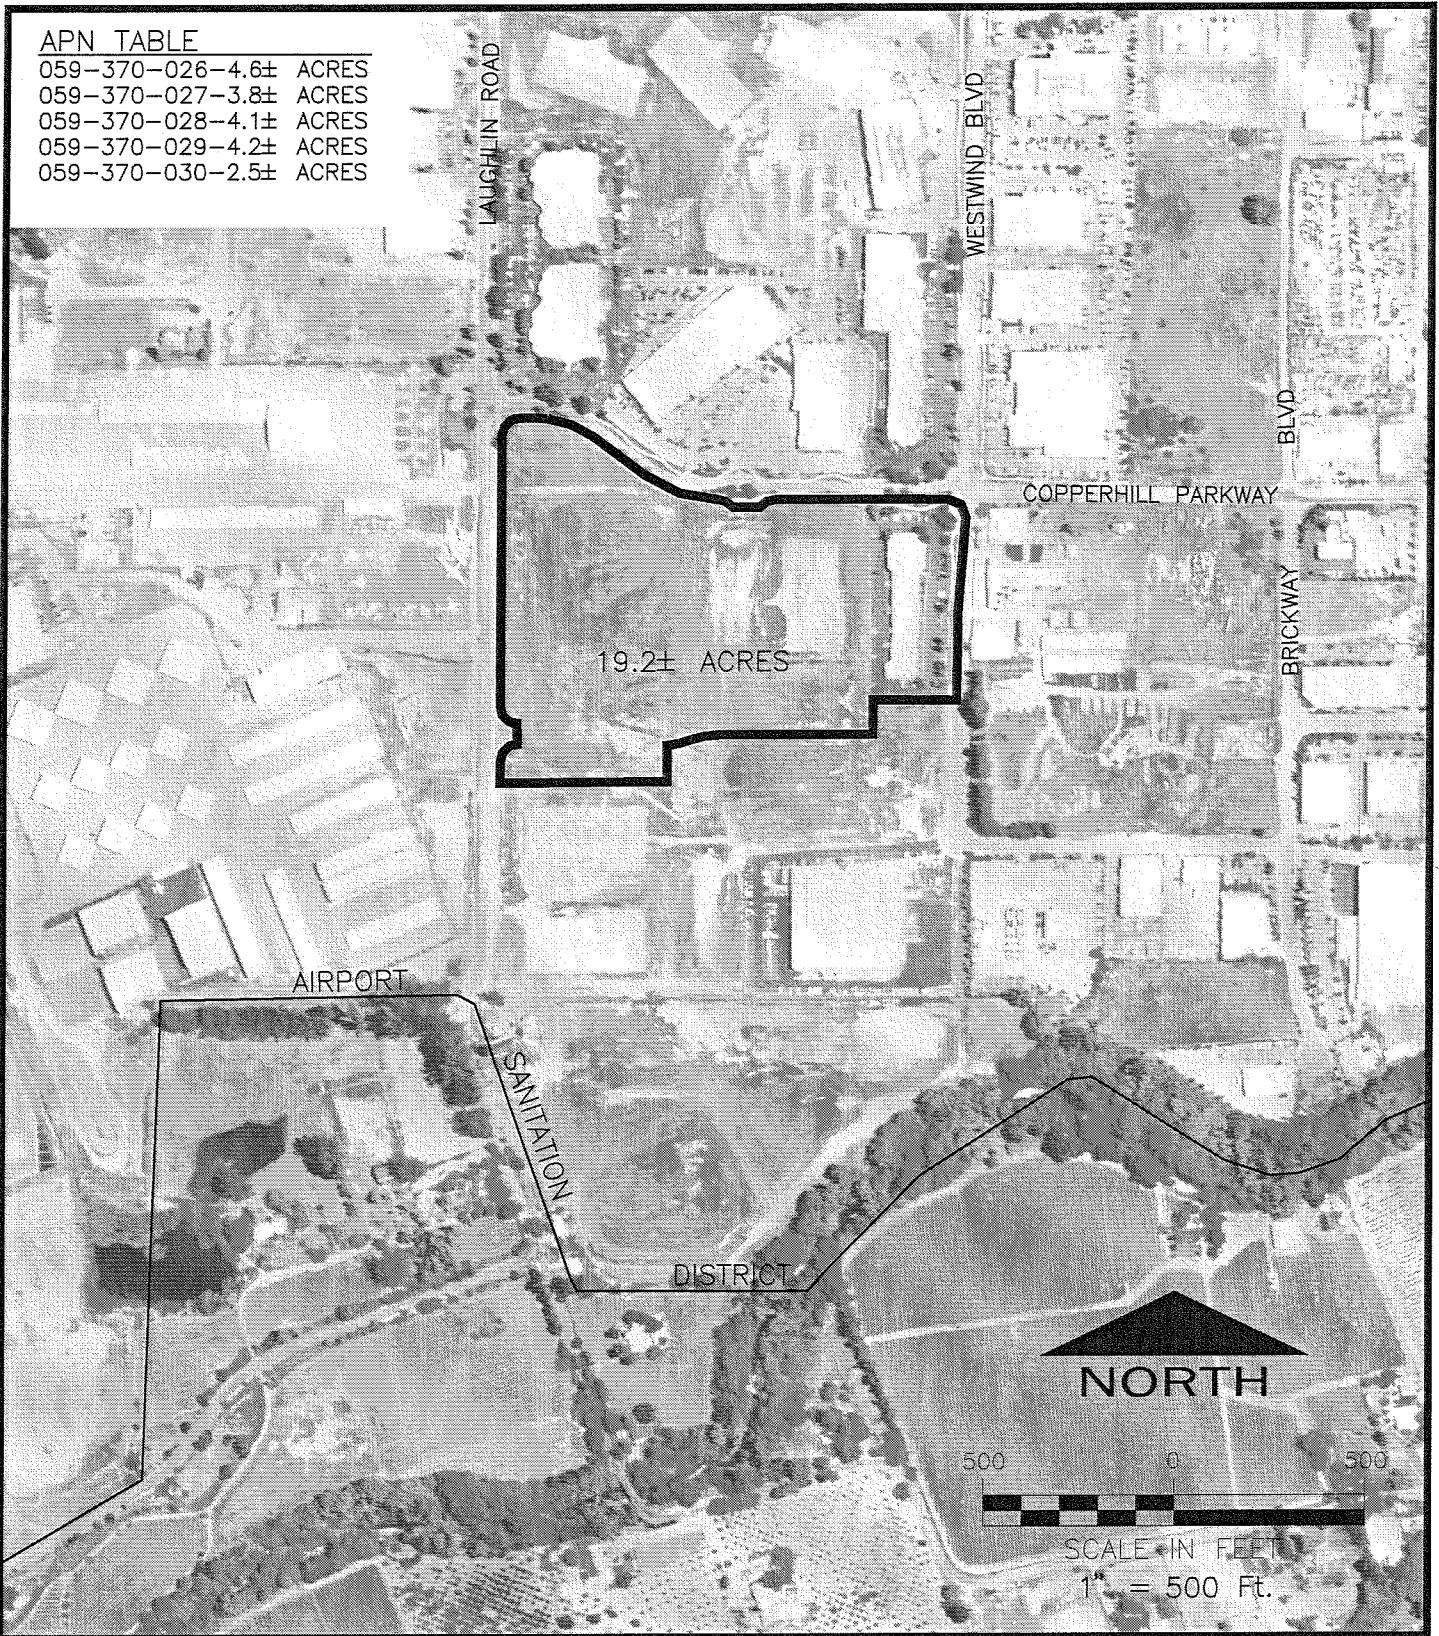 APN TABLE
059-370-026-4.6± ACRES
059-370-027-3.8± ACRES
059-370-028-4.1± ACRES
059-370-029-4.2± ACRES
059-370-030-2.5± ACRES
LAUGHLIN ROAD
WESTWIND BLVD
COPPERHILL PARKWAY
BRICKWAY BLVD
19.2± ACRES
AIRPORT
SANITATION
DISTRICT
NORTH
500 0 500
SCALE IN FEET
1" = 500 Ft.